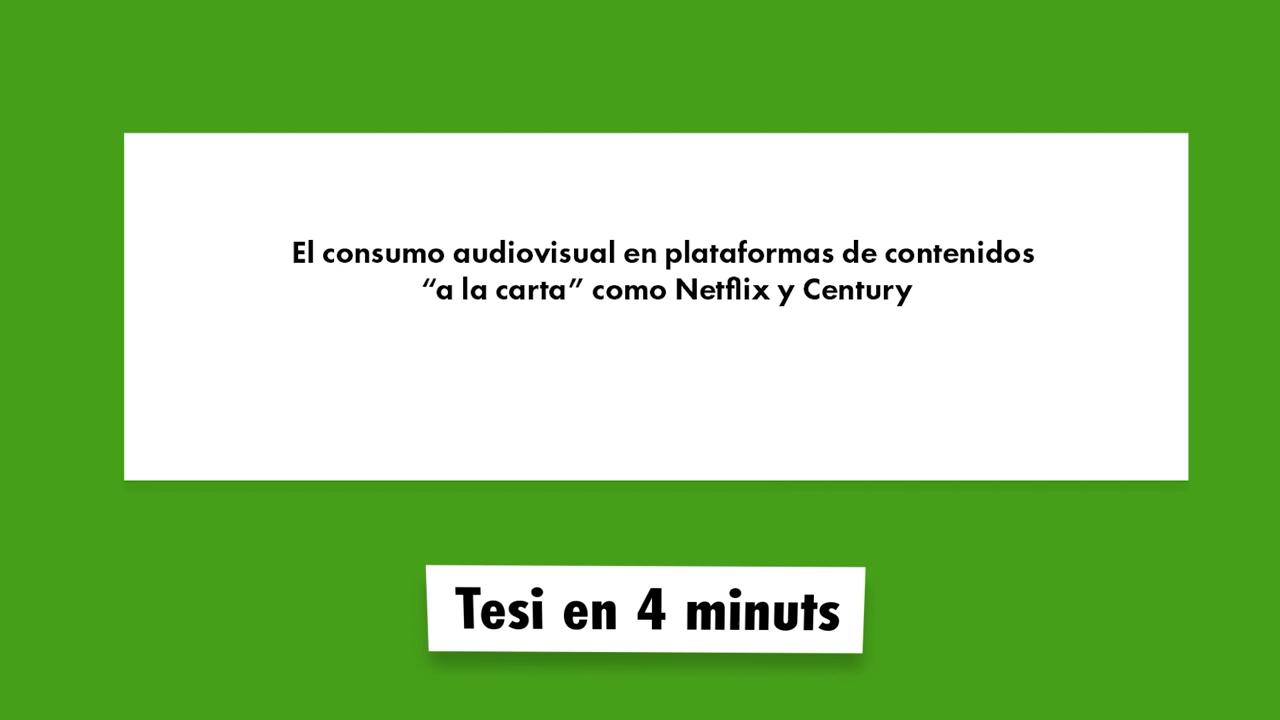 El consumo audiovisual en plataformas de contenidos
“a la carta” como Netflix y Century
Tesi en 4 minuts